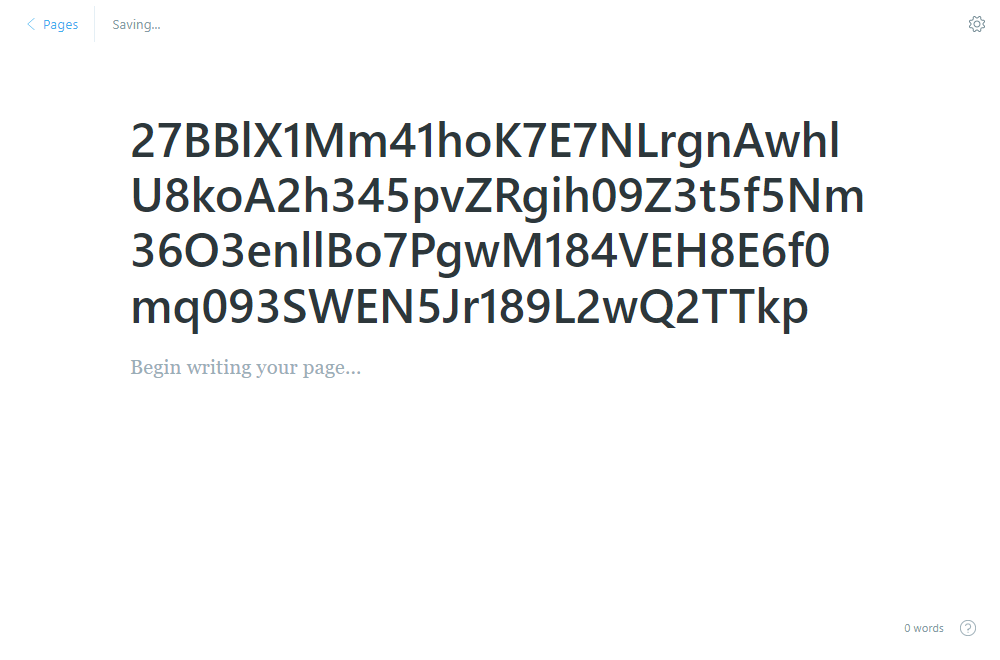 Pages
Saving...
27BBlX1Mm41hoK7E7NLrgnAwhl
U8koA2h345pvZRgih09Z3t5f5Nm
36O3enllBo7PgwM184VEH8E6f0
mq093SWEN5Jr189L2wQ2TTkp
Begin writing your page...
0 words
?